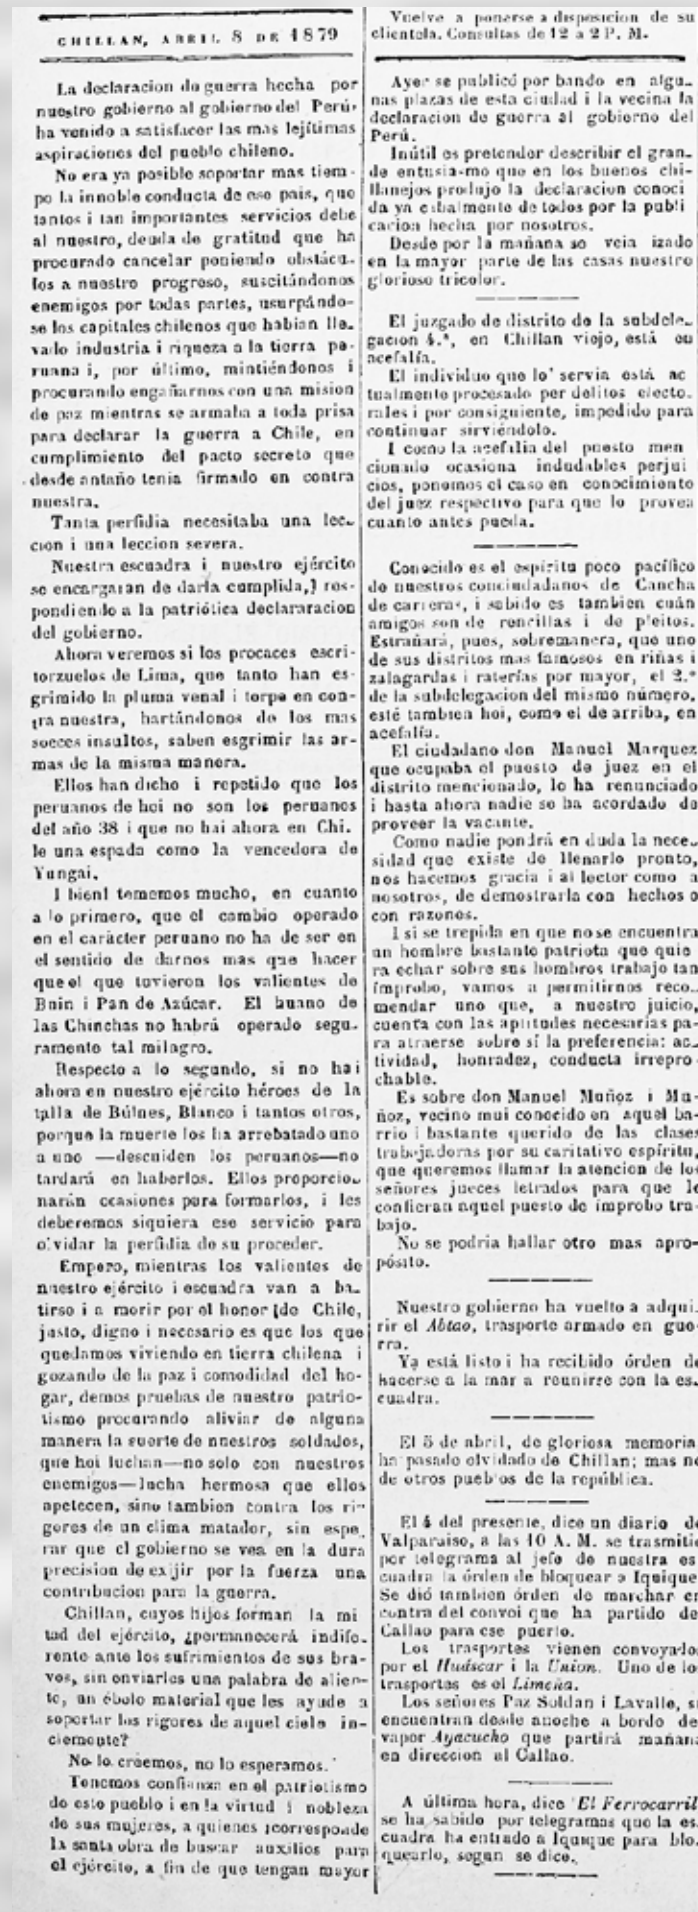 CHILLAN, ABRIL 8 DE 1879
La declaracion de guerra hecha por
nuestro gobierno al gobierno del Perú,
ha venido a satisfacer las mas lejítimas
aspiraciones del pueblo chileno.
No era ya posible soportar mas tiem-
po la innoble conducta de ese pais, que
tantos i tan importantes servicios debe
al nuestro, deuda de gratitud que ha
procurado cancelar poniendo obstácu-
los a nuestro progreso, suscitándonos
enemigos por todas partes, usurpándo-
se los capitales chilenos que habian lle-
vado industria i riqueza a la tierra pe-
ruana i, por último, mintiéndonos i
procurando engañarnos con una mision
de paz mientras se armaba a toda prisa
para declarar la guerra a Chile, en
cumplimiento del pacto secreto que
desde antaño tenia firmado en contra
nuestra.
Tanta perfidia necesitaba una lec-
cion i una leccion severa.
Nuestra escuadra i nuestro ejército
se encargaran de darla cumplida,] res-
pondiendo a la patriótica declararacion
del gobierno.
Ahora veremos si los procaces escri-
torzuelos de Lima, que tanto han es-
grimido la pluma venal i torpe en con-
tra nuestra, hartándonos de los mas
soeces insultos, saben esgrimir las ar-
mas de la misma manera.
Ellos han dicho i repetido que los
peruanos de hoi no son los peruanos
del año 38 i que no hai ahora en Chi-
le una espada como la vencedora de
Yungai.
I bien! tememos mucho, en cuanto
a lo primero, que el cambio operado
en el carácter peruano no ha de ser en
el sentido de darnos mas que hacer
que el que tuvieron los valientes de
Buin i Pan de Azúcar. El huano de
las Chinchas no habrá operado segu-
ramente tal milagro.
Respecto a lo segundo, si no hai
ahora en nuestro ejército héroes de la
talla de Búlnes, Blanco i tantos otros,
porque la muerte los ha arrebatado uno
a uno —descuiden los peruanos—no
tardará en haberlos. Ellos proporcio-
narán ocasiones para formarlos, i les
deberemos siquiera ese servicio para
olvidar la perfidia de su proceder.
Empero, mientras los valientes de
nuestro ejército i escuadra van a ba-
tirse i a morir por el honor [de Chile,
justo, digno i necesario es que los que
quedamos viviendo en tierra chilena i
gozando de la paz i comodidad del ho-
gar, demos pruebas de nuestro patrio-
tismo procurando aliviar de alguna
manera la suerte de nnestros soldados,
que hoi luchan—no solo con nuestros
enemigos—lucha hermosa que ellos
apetecen, sino tambien contra los ri-
gores de un clima matador, sin espe
rar que el gobierno se vea en la dura
precision de exijir por la fuerza una
contribucion para la guerra.
Chillan, cuyos hijos forman la mi
tad del ejército, ¿permanecerá indife-
rente ante los sufrimientos de sus bra-
vos, sin enviarles una palabra de alien-
to, un óbolo material que les ayude a
soportar los rigores de aquel cielo in-
clemente?
No lo creemos, no lo esperamos.
Tenemos confianza en el patriotismo
de este pueblo i en la virtud i nobleza
de sus mujeres, a quienes corresponde
la santa obra de buscar auxilios para
el ejército, a fin de que tengan mayor
Vuelve a ponerse a disposicion de su
clientela. Consultas de 12 a 2 P. M.
Ayer se publicó por bando en algu-
nas plazas de esta ciudad i la vecina la
declaracion de guerra al gobierno del
Perú.
Inútil es pretender describir el gran-
de entusiasmo que en los buenos chi-
llanejos produjo la declaracion conoci
da ya cabalmente de todos por la publi
cacion hecha por nosotros.
Desde por la mañana se veia izado
en la mayor parte de las casas nuestro
glorioso tricolor.
El juzgado de distrito de la subdele-
gacion 4.ª, en Chillan viejo, está en
acefalía.
El individuo que lo servia está ac
tualmente procesado por delitos electo-
rales i por consiguiente, impedido para
continuar sirviéndolo.
I como la acefalia del puesto men
cionado ocasiona indudables perjui
cios, ponemos el caso en conocimiento
del juez respectivo para que lo provea
cuanto antes pueda.
Conocido es el espíritu poco pacífico
de nuestros conciudadanos de Cancha
de carreras, i sabido es tambien cuán
amigos son de rencillas i de pleitos.
Estrañará, pues, sobremanera, que uno
de sus distritos mas famosos en riñas i
zalagardas i raterías por mayor, el 2.º
de la subdelegacion del mismo número,
esté tambien hoi, como el de arriba, en
acefalía.
El ciudadano don Manuel Marquez
que ocupaba el puesto de juez en el
distrito mencionado, lo ha renunciado
i hasta ahora nadie se ha acordado de
proveer la vacante.
Como nadie pondrá en duda la nece-
sidad que existe de llenarlo pronto,
nos hacemos gracia i al lector como a
nosotros, de demostrarla con hechos o
con razones.
I si se trepida en que no se encuentra
un hombre bastante patriota que quie
ra echar sobre sus hombros trabajo tan
ímprobo, vamos a permitirnos reco-
mendar uno que, a nuestro juicio,
cuenta con las aptitudes necesarias pa-
ra atraerse sobre sí la preferencia: ac-
tividad, honradez, conducta irrepro
chable.
Es sobre don Manuel Muñoz i Mu-
ñoz, vecino mui conocido en aquel ba-
rrio i bastante querido de las clases
trabajadoras por su caritativo espíritu,
que queremos llamar la atencion de los
señores jueces letrados para que le
confieran aquel puesto de ímprobo tra-
bajo.
No se podria hallar otro mas apro-
pósito.
Nuestro gobierno ha vuelto a adqui-
rir el Abtao, trasporte armado en gue-
rra.
Ya está listo i ha recibido órden de
hacerse a la mar a reunirse con la es-
cuadra.
El 5 de abril, de gloriosa memoria
ha pasado olvidado de Chillan; mas no
de otros pueblos de la república.
El 4 del presente, dice un diario de
Valparaiso, a las 10 A. M. se trasmitió
por telegrama al jefe de nuestra es
cuadra la órden de bloquear a Iquique
Se dió tambien órden de marchar en
contra del convoi que ha partido de
Callao para ese puerto.
Los trasportes vienen convoyados
por el Huáscar i la Union. Uno de los
trasportes es el Limeña.
Los señores Paz Soldan i Lavalle, se
encuentran desde anoche a bordo del
vapor Ayacucho que partirá mañana
en direccion al Callao.
A última hora, dice El Ferrocarril
se ha sabido por telegramas que la es-
cuadra ha entrado a Iquique para blo-
quearlo, segun se dice.